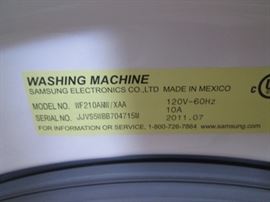 WASHING MACHINE
SAMSUNG ELECTRONICS CO.,LTD MADE IN MEXICO
MODEL NO. WF210ANW/XAA 120V~60Hz
10A
SERIAL NO. 2011.07
FOR INFORMATION OR SERVICE, 1-800-726-7864 www.samsung.com
C UL